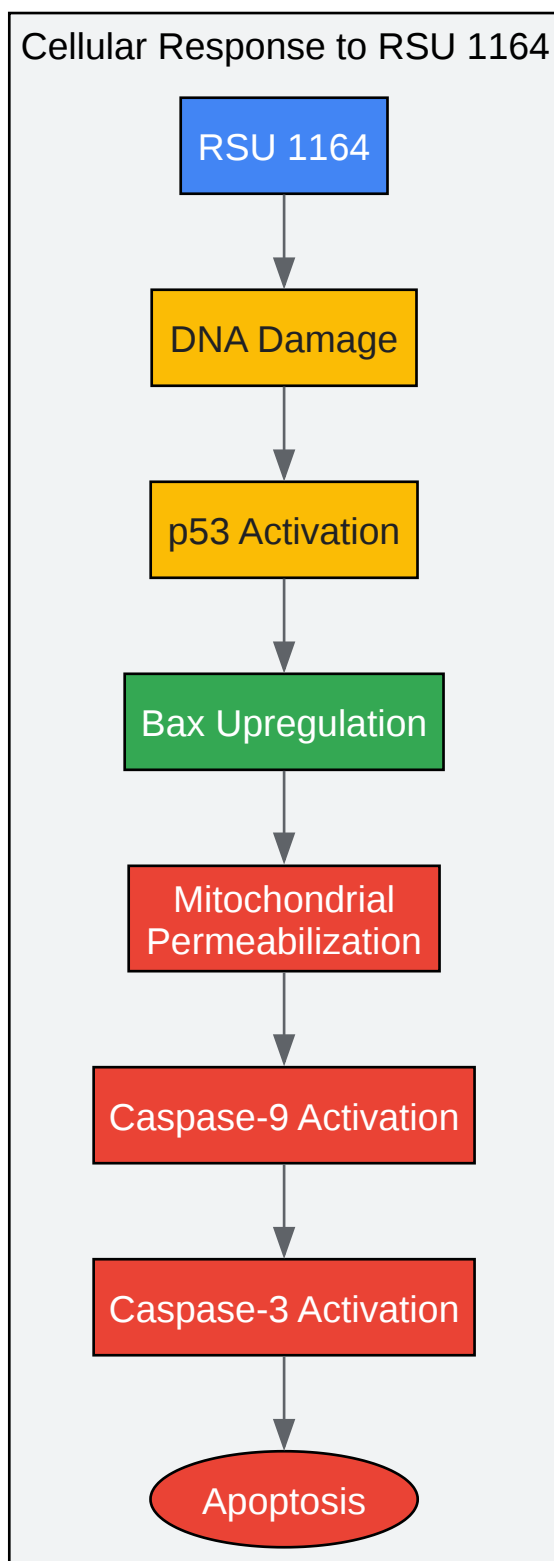 Cellular Response to RSU 1164
RSU 1164
DNA Damage
p53 Activation
Bax Upregulation
Mitochondrial
Permeabilization
Caspase-9 Activation
Caspase-3 Activation
Apoptosis